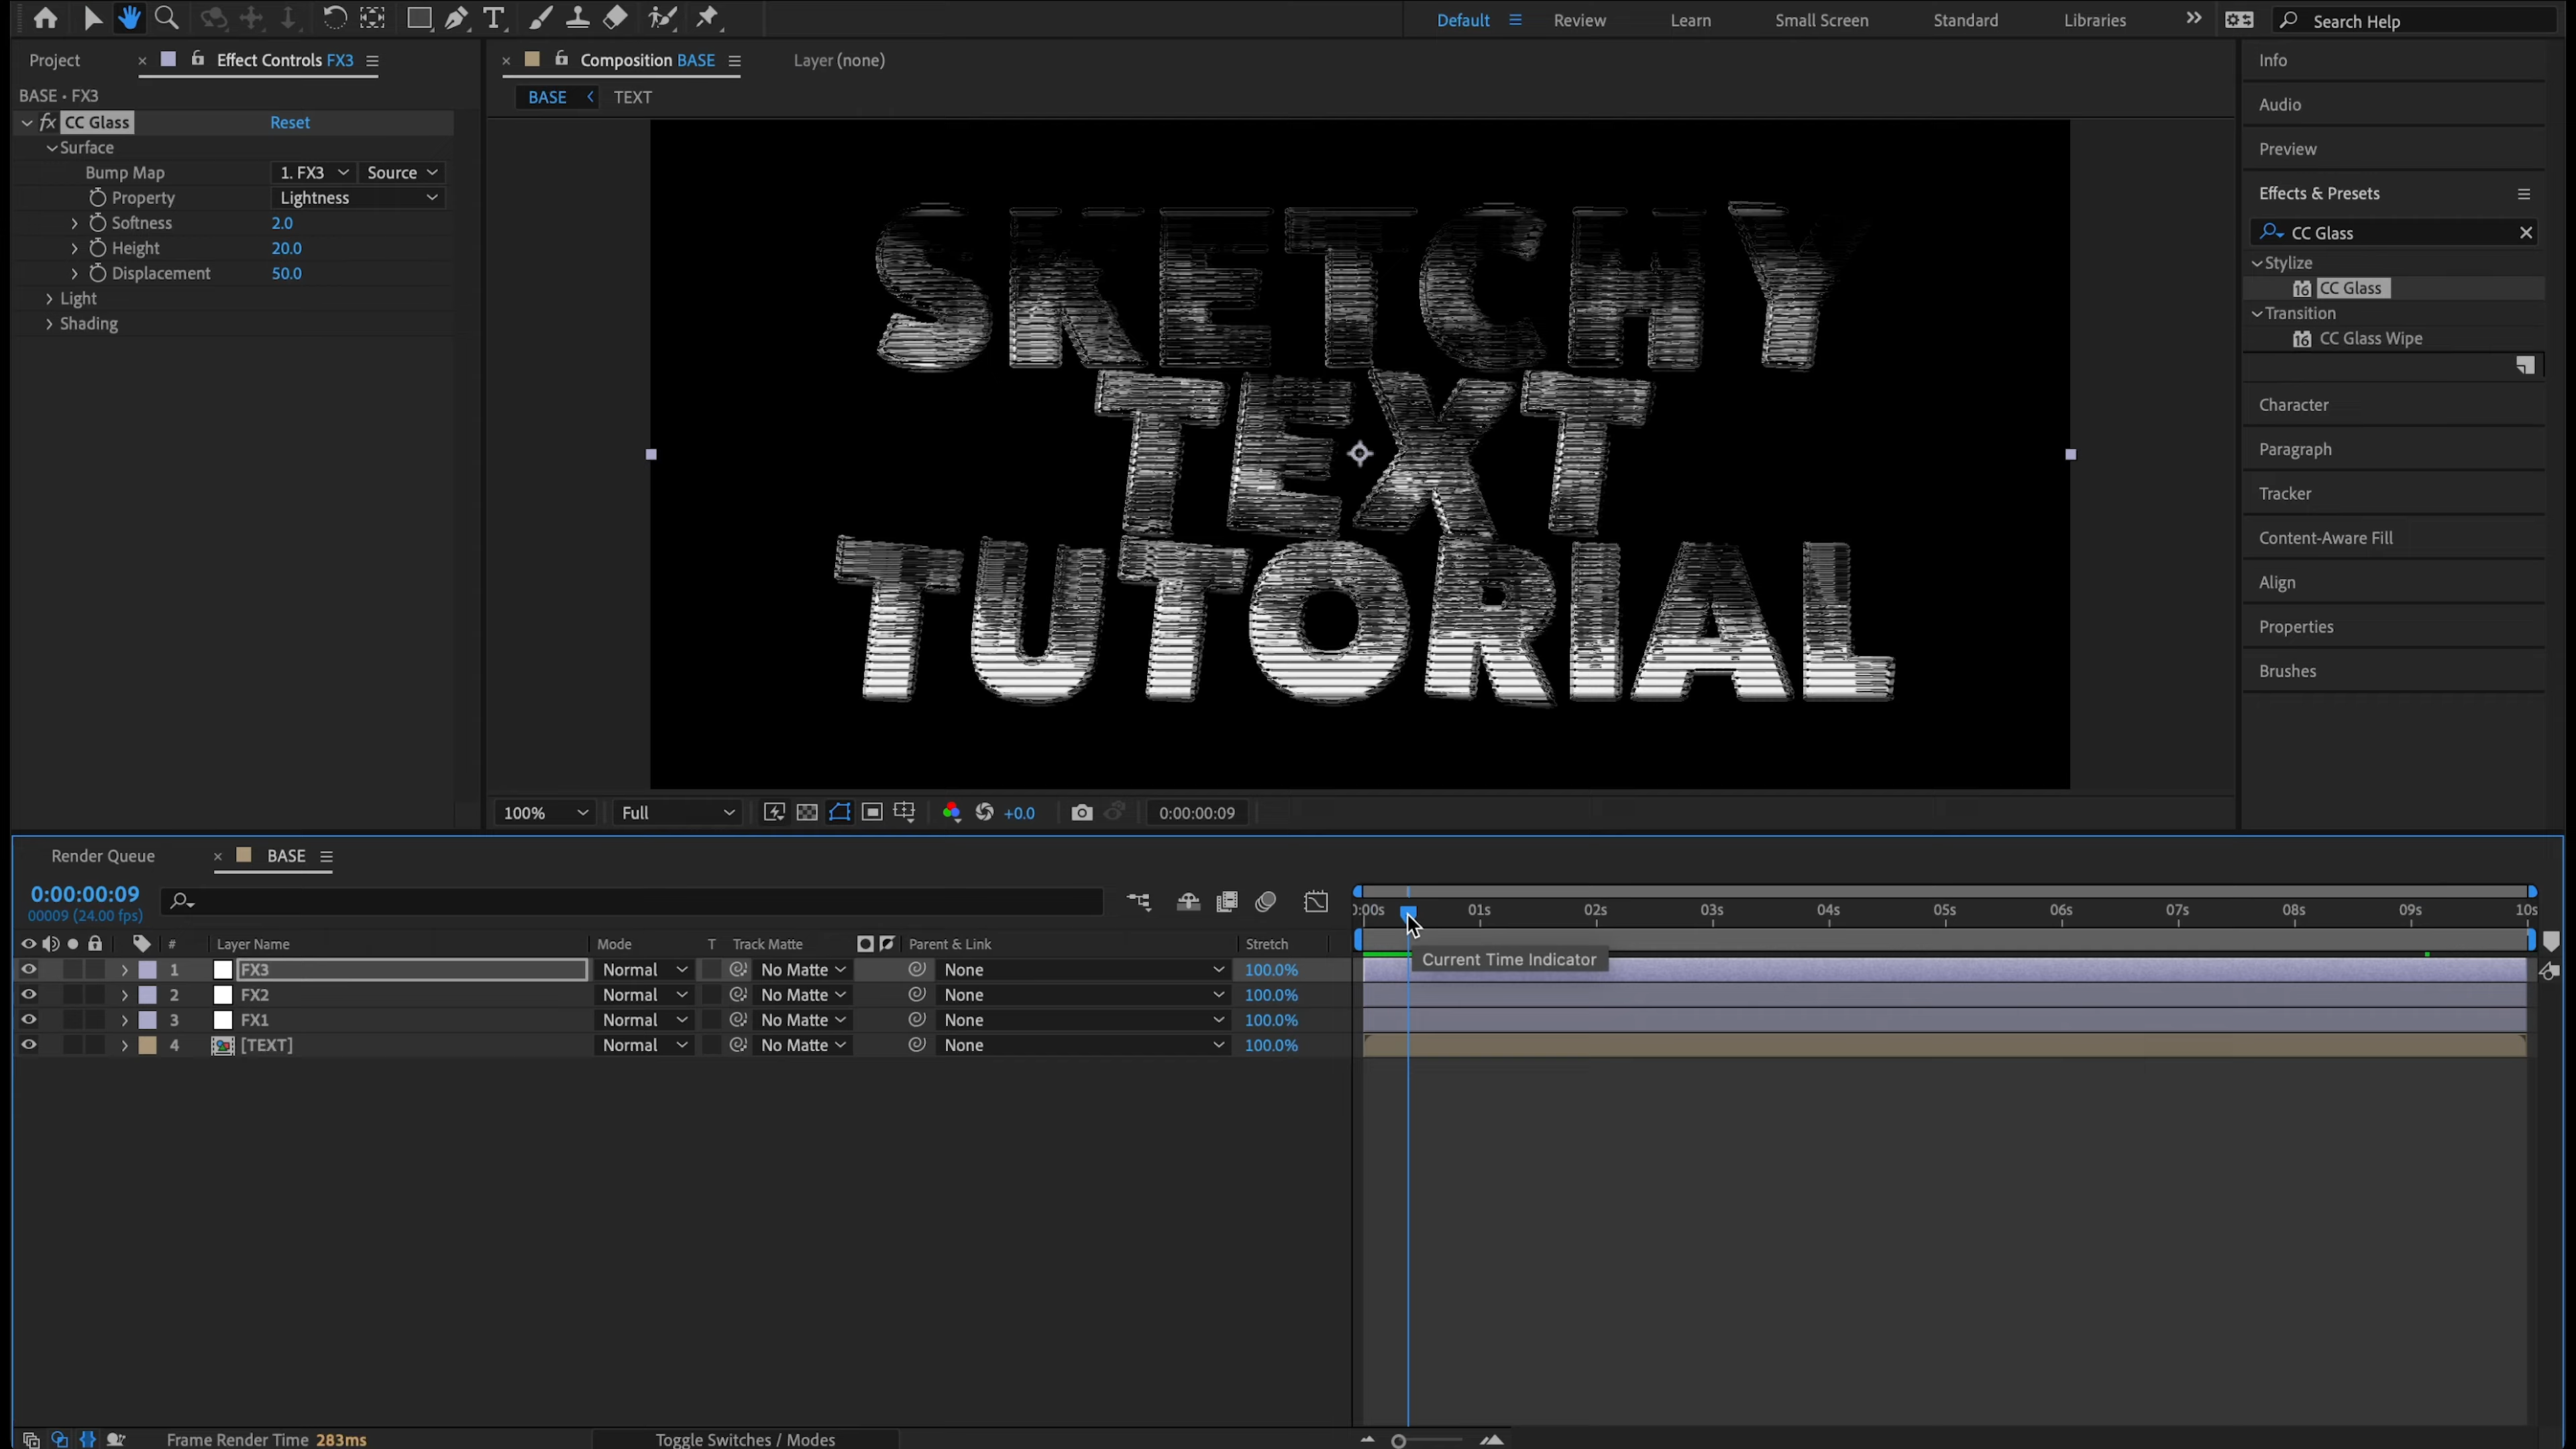 Default Review Learn Small Screen Standard Libraries Search Help
Project Effect Controls FX3 Composition BASE Layer (none) Info
BASE • FX3 BASE TEXT Audio
fx CC Glass Reset
Surface Preview
Bump Map 1. FX3 Source
Property Lightness Effects & Presets
Softness 2.0 CC Glass
Height 20.0 Stylize
Displacement 50.0 CC Glass
Light Transition
Shading CC Glass Wipe
SKETCHY
TEXT
TUTORIAL
Character
Paragraph
Tracker
Content-Aware Fill
Align
Properties
Brushes
100% Full +0.0 0:00:00:09
Render Queue BASE
0:00:00:09
00009 (24.00 fps)
0:00s 01s 02s 03s 04s 05s 06s 07s 08s 09s 10s
# Layer Name Mode T Track Matte Parent & Link Stretch
Current Time Indicator
1 FX3 Normal No Matte None 100.0%
2 FX2 Normal No Matte None 100.0%
3 FX1 Normal No Matte None 100.0%
4 [TEXT] Normal No Matte None 100.0%
Frame Render Time 283ms Toggle Switches / Modes